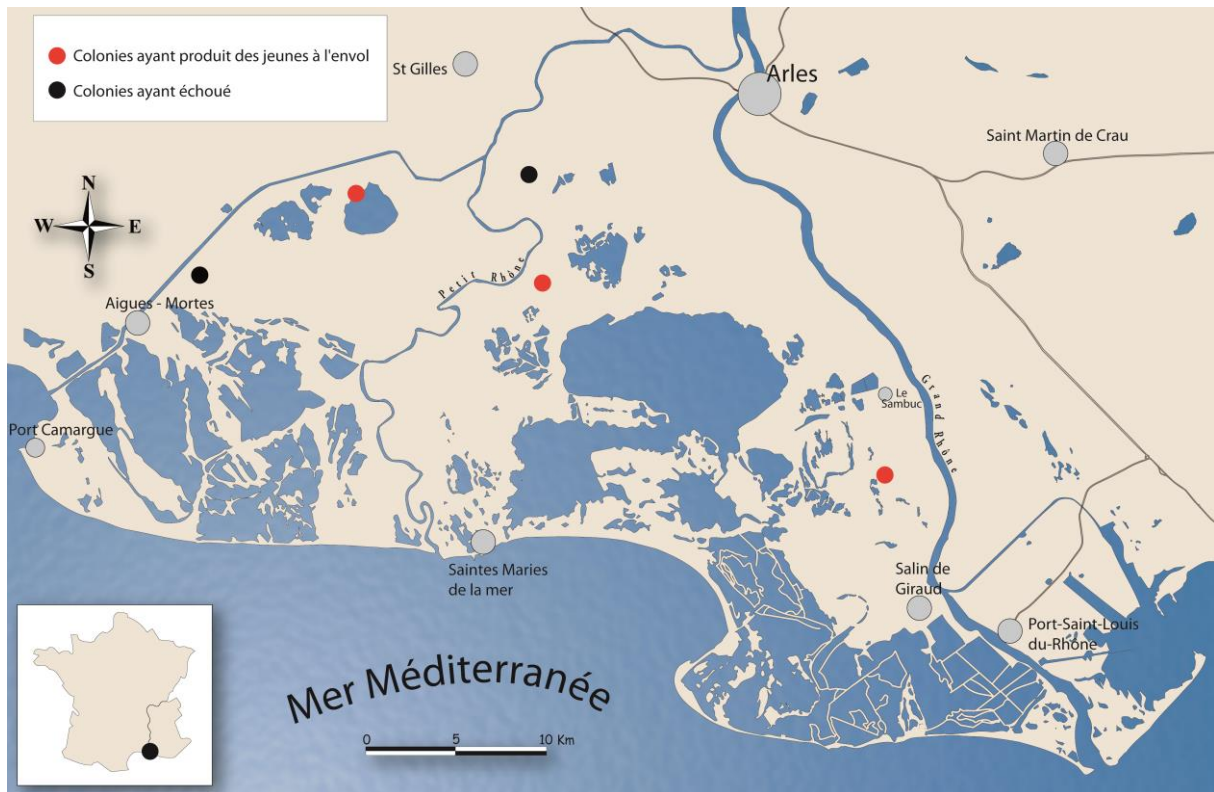 Colonies ayant produit des jeunes à l'envol
Colonies ayant échoué
St Gilles
Arles
Saint Martin de Crau
N
W
E
S
Petit Rhône
Aigues - Mortes
Grand Rhône
Le
Sambuc
Port Camargue
Saintes Maries
de la mer
Salin de
Giraud
Port-Saint-Louis
du-Rhône
Mer Méditerranée
0 5 10 Km